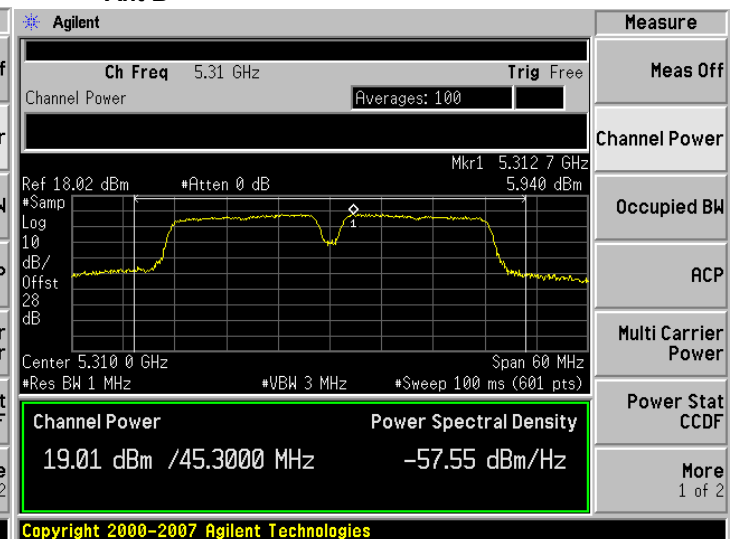 Agilent
Measure
Ch Freq 5.31 GHz Trig Free
Channel Power Averages: 100
Mkr1 5.312 7 GHz
Ref 18.02 dBm #Atten 0 dB 5.940 dBm
#Samp
Log
10
dB/
Offst
28
dB
1
Center 5.310 0 GHz Span 60 MHz
#Res BW 1 MHz #VBW 3 MHz #Sweep 100 ms (601 pts)
Channel Power Power Spectral Density
19.01 dBm /45.3000 MHz -57.55 dBm/Hz
Copyright 2000-2007 Agilent Technologies
Meas Off
Channel Power
Occupied BW
ACP
Multi Carrier
Power
Power Stat
CCDF
More
1 of 2